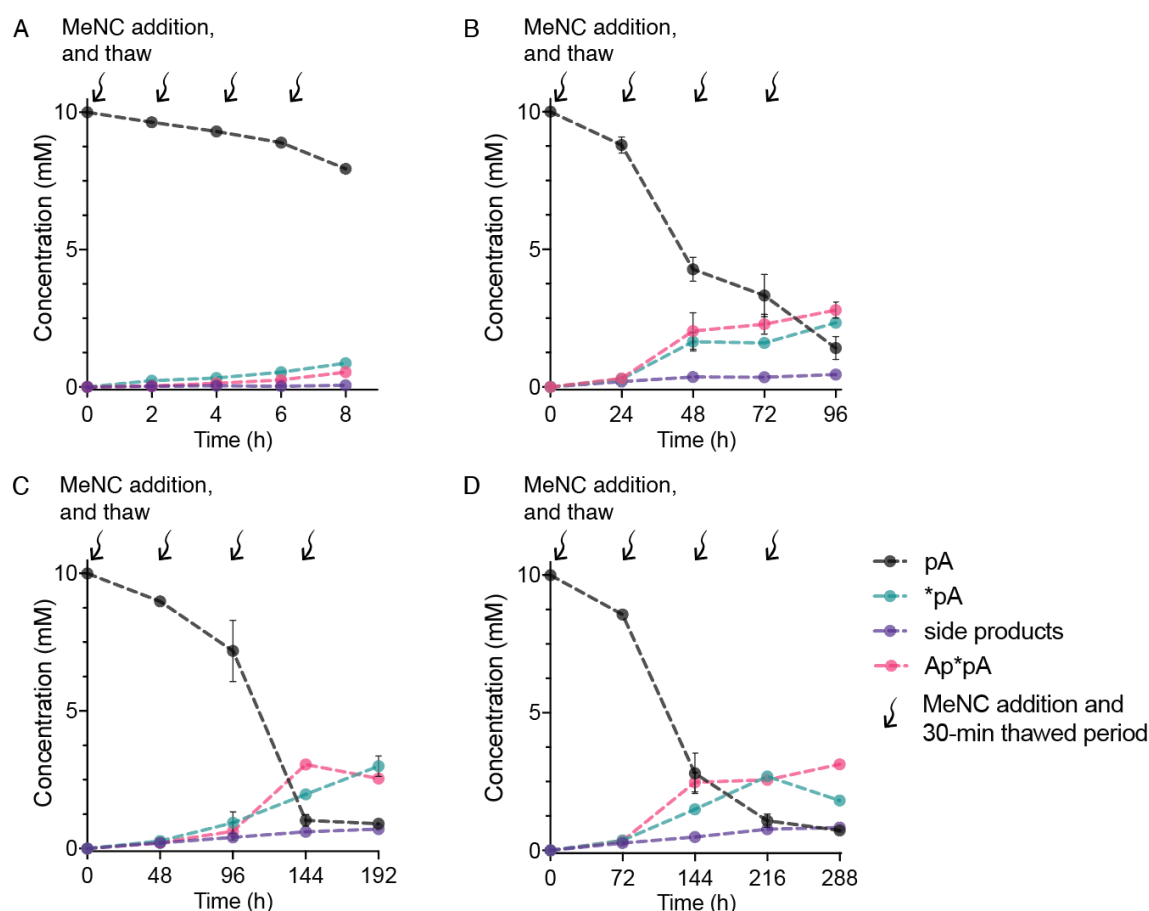 A
MeNC addition,
and thaw
Concentration (mM)
10
5
0
0 2 4 6 8
Time (h)
B
MeNC addition,
and thaw
Concentration (mM)
10
5
0
0 24 48 72 96
Time (h)
C
MeNC addition,
and thaw
Concentration (mM)
10
5
0
0 48 96 144 192
Time (h)
D
MeNC addition,
and thaw
Concentration (mM)
10
5
0
0 72 144 216 288
Time (h)
pA
*pA
side products
Ap*pA
MeNC addition and
30-min thawed period